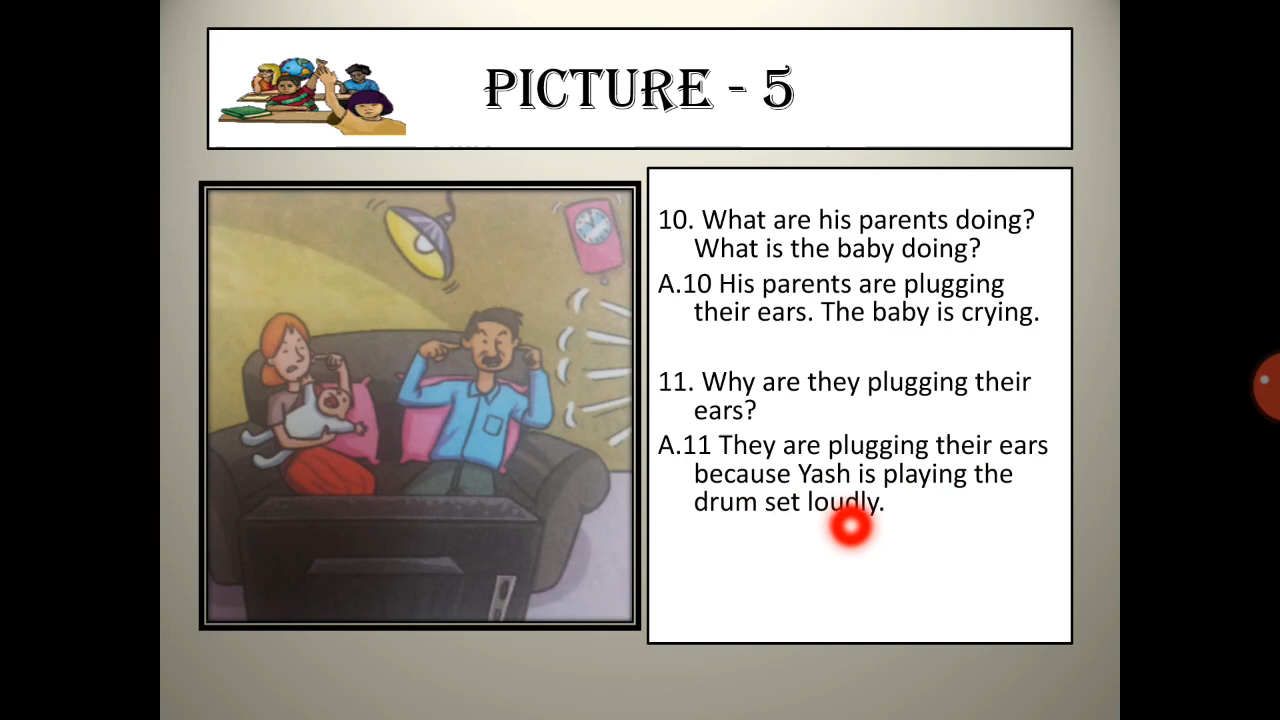 PICTURE - 5
10. What are his parents doing?
What is the baby doing?
A.10 His parents are plugging
their ears. The baby is crying.
11. Why are they plugging their
ears?
A.11 They are plugging their ears
because Yash is playing the
drum set loudly.